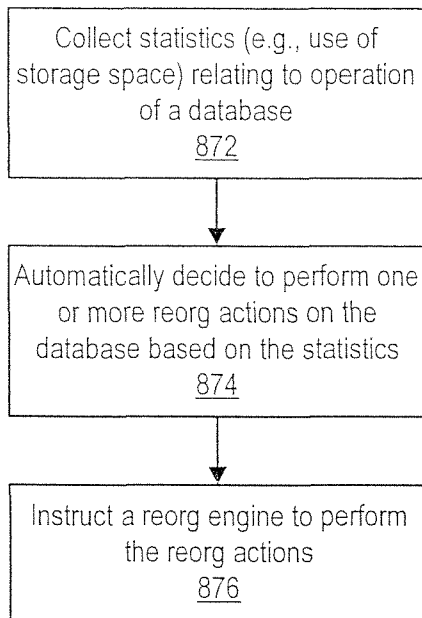 Collect statistics (e.g., use of
storage space) relating to operation
of a database
872
Automatically decide to perform one
or more reorg actions on the
database based on the statistics
874
Instruct a reorg engine to perform
the reorg actions
876